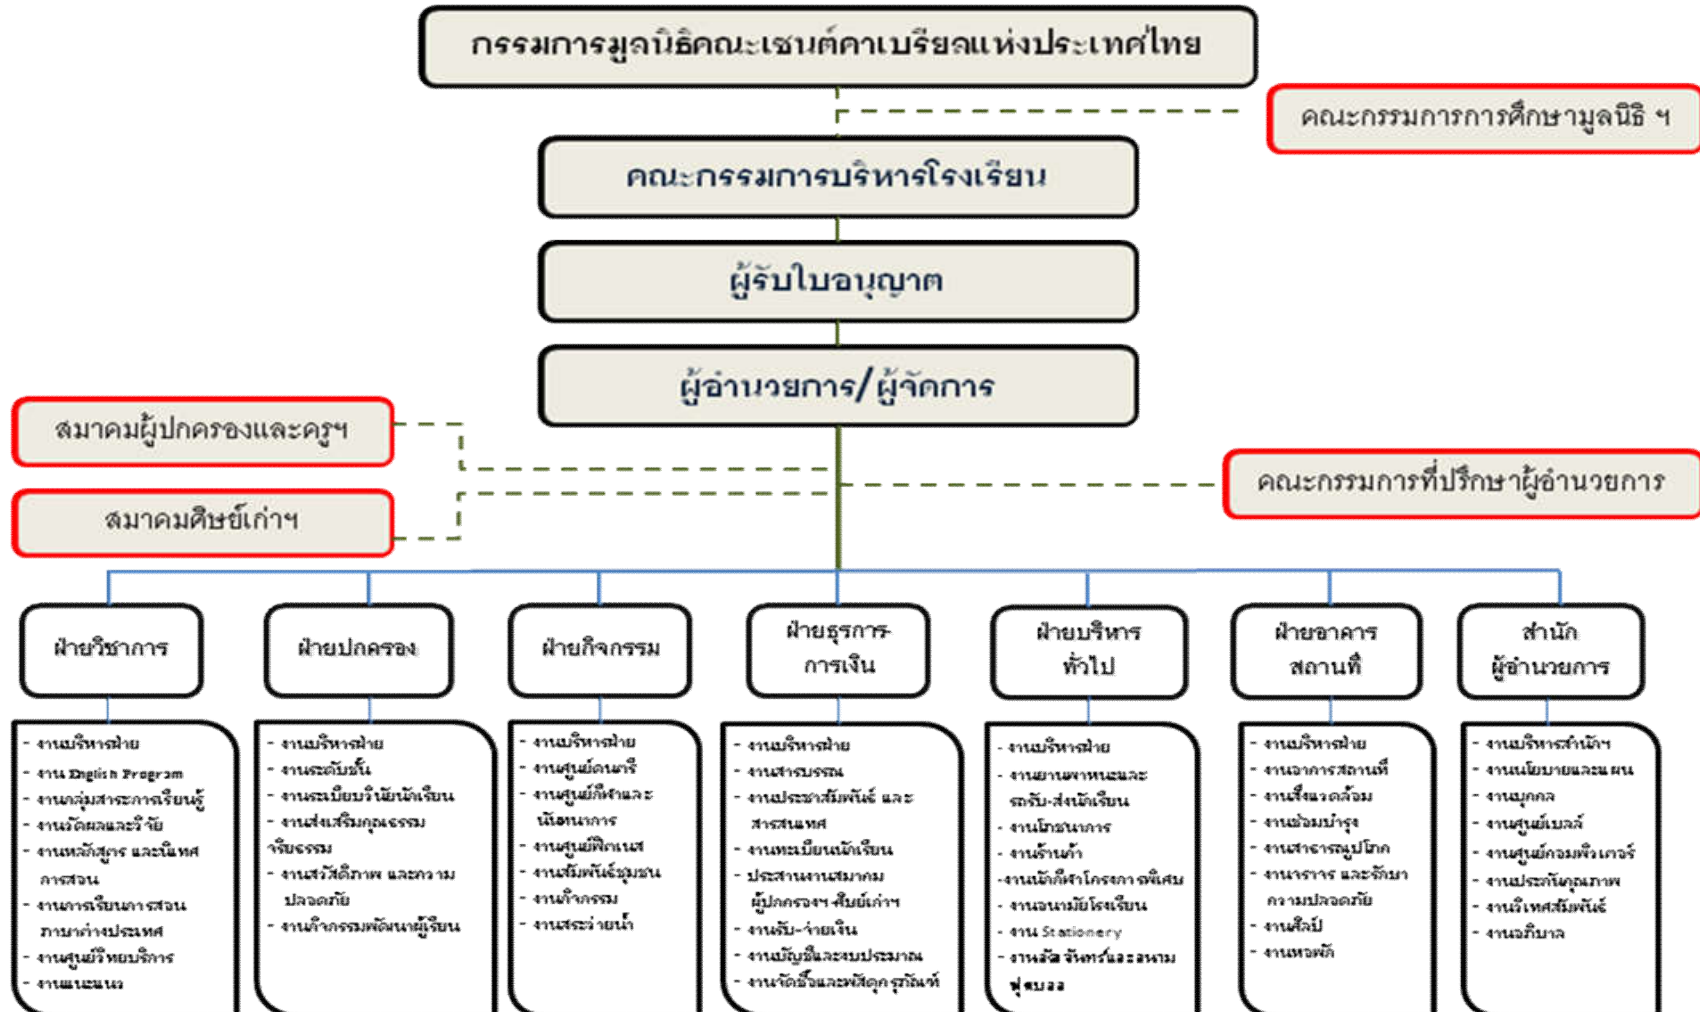 กรรมการมูลนิธิคณะเซนต์คาเบรียลแห่งประเทศไทย
คณะกรรมการการศึกษามูลนิธิ ฯ
คณะกรรมการบริหารโรงเรียน
ผู้รับใบอนุญาต
ผู้อำนวยการ/ผู้จัดการ
สมาคมผู้ปกครองและครูฯ
สมาคมศิษย์เก่าฯ
คณะกรรมการที่ปรึกษาผู้อำนวยการ
ฝ่ายวิชาการ
- งานบริหารฝ่าย
- งาน English Program
- งานกลุ่มสาระการเรียนรู้
- งานวัดผลและวิจัย
- งานหลักสูตร และนิเทศ
การสอน
- งานการเรียนการสอน
ภาษาต่างประเทศ
- งานศูนย์วิทยบริการ
- งานแนะแนว
ฝ่ายปกครอง
- งานบริหารฝ่าย
- งานระดับชั้น
- งานระเบียบวินัยนักเรียน
- งานส่งเสริมคุณธรรม
จริยธรรม
- งานสวัสดิภาพ และความ
ปลอดภัย
- งานกิจกรรมพัฒนาผู้เรียน
ฝ่ายกิจกรรม
- งานบริหารฝ่าย
- งานศูนย์ดนตรี
- งานศูนย์กีฬาและ
นันทนาการ
- งานศูนย์ฟิตเนส
- งานสัมพันธ์ชุมชน
- งานกิจกรรม
- งานสระว่ายน้ำ
ฝ่ายธุรการ-
การเงิน
- งานบริหารฝ่าย
- งานสารบรรณ
- งานประชาสัมพันธ์ และ
สารสนเทศ
- งานทะเบียนนักเรียน
- ประสานงานสมาคม
ผู้ปกครองฯ-ศิษย์เก่าฯ
- งานรับ-จ่ายเงิน
- งานบัญชีและงบประมาณ
- งานจัดซื้อและพัสดุครุภัณฑ์
ฝ่ายบริหาร
ทั่วไป
- งานบริหารฝ่าย
- งานยานพาหนะและ
รถรับ-ส่งนักเรียน
- งานโภชนาการ
- งานร้านค้า
-งานนักกีฬาโครงการพิเศษ
- งานอนามัยโรงเรียน
- งาน Stationery
- งานอัฒจันทร์และสนาม
ฟุตบอล
ฝ่ายอาคาร
สถานที่
- งานบริหารฝ่าย
- งานอาคารสถานที่
- งานสิ่งแวดล้อม
- งานซ่อมบำรุง
- งานสาธารณูปโภค
- งานจราจร และรักษา
ความปลอดภัย
- งานศิลป์
- งานหอพัก
สำนัก
ผู้อำนวยการ
- งานบริหารสำนักฯ
- งานนโยบายและแผน
- งานบุคคล
- งานศูนย์เบลล์
- งานศูนย์คอมพิวเตอร์
- งานประกันคุณภาพ
- งานวิเทศสัมพันธ์
- งานอภิบาล